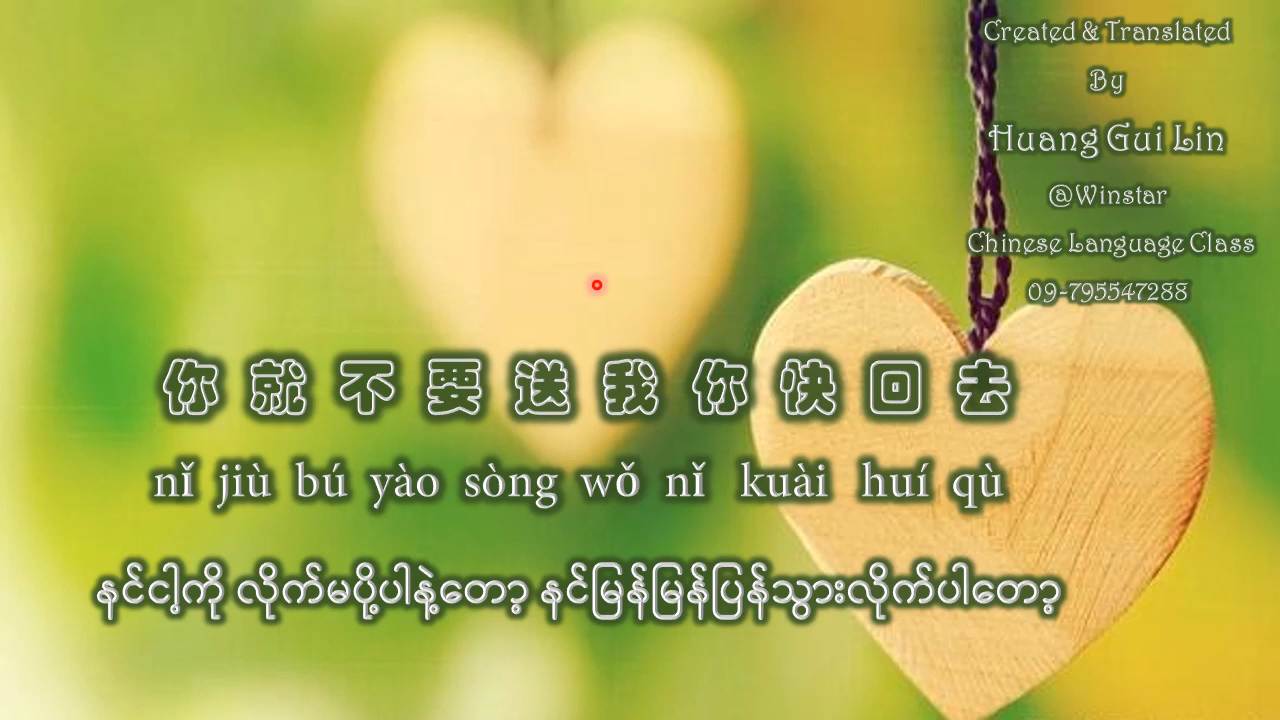 Created & Translated
By
Huang Gui Lin
@Winstar
Chinese Language Class
09-795547288
你就不要送我你快回去
nǐ jiù bú yào sòng wǒ nǐ kuài huí qù
နင်ငါ့ကို လိုက်မပို့ပါနဲ့တော့ နင်မြန်မြန်ပြန်သွားလိုက်ပါတော့